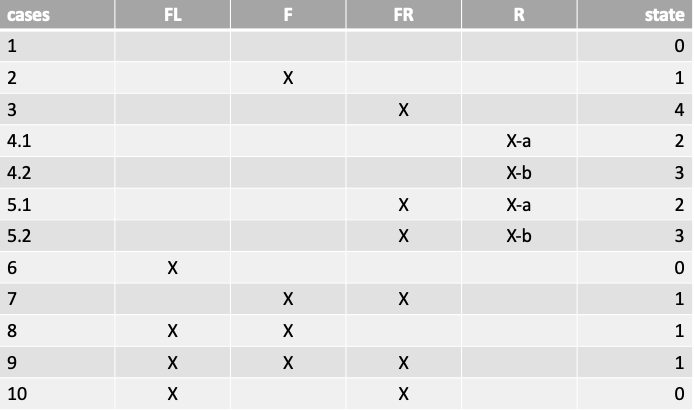 cases FL F FR R state
1 0
2 X 1
3 X 4
4.1 X-a 2
4.2 X-b 3
5.1 X X-a 2
5.2 X X-b 3
6 X 0
7 X X 1
8 X X 1
9 X X X 1
10 X X 0